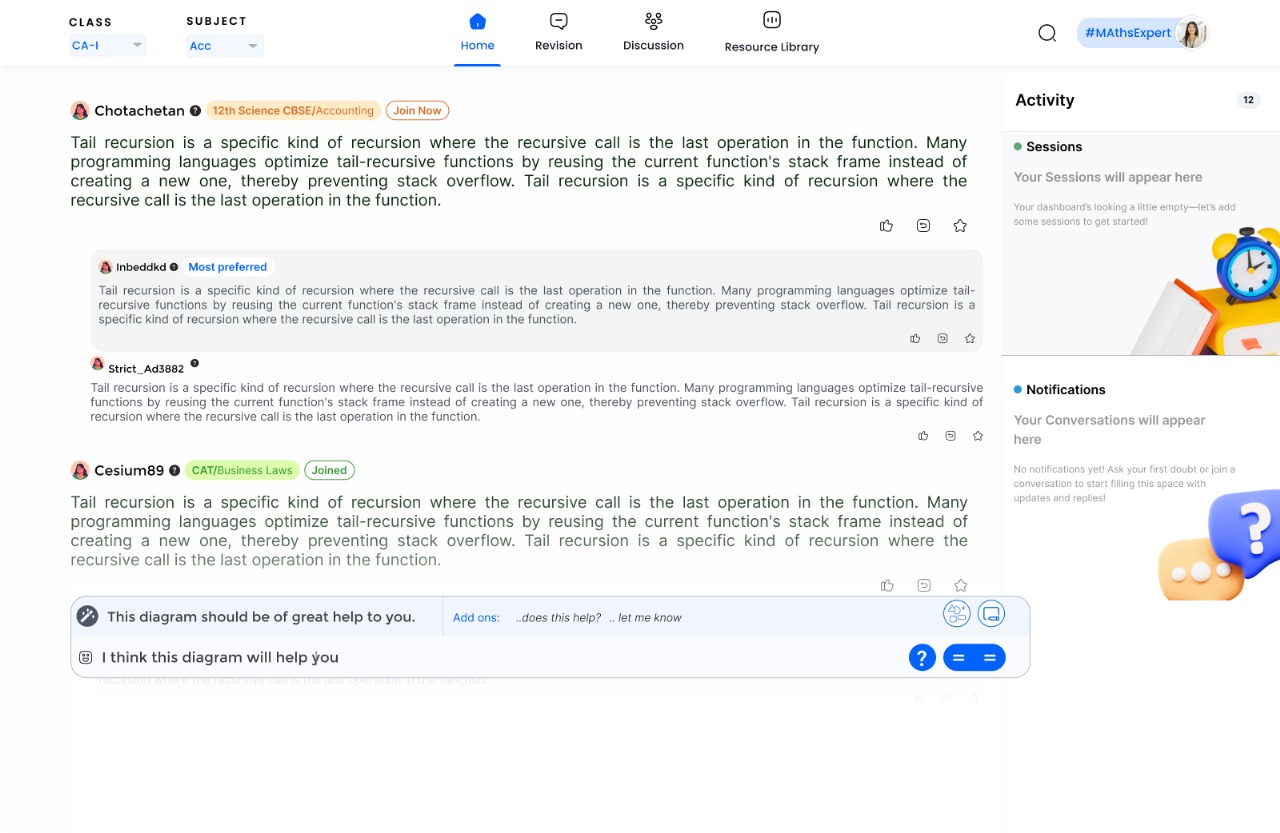 CLASS
CA-I
SUBJECT
Acc
Home
Revision
Discussion
Resource Library
#MAthsExpert
Chotachetan
12th Science CBSE/Accounting
Join Now
Tail recursion is a specific kind of recursion where the recursive call is the last operation in the function. Many
programming languages optimize tail-recursive functions by reusing the current function's stack frame instead of
creating a new one, thereby preventing stack overflow. Tail recursion is a specific kind of recursion where the
recursive call is the last operation in the function.
Inbeddkd
Most preferred
Tail recursion is a specific kind of recursion where the recursive call is the last operation in the function. Many programming languages optimize tail-
recursive functions by reusing the current function's stack frame instead of creating a new one, thereby preventing stack overflow. Tail recursion is a
specific kind of recursion where the recursive call is the last operation in the function.
Strict_Ad3882
Tail recursion is a specific kind of recursion where the recursive call is the last operation in the function. Many programming languages optimize tail-recursive
functions by reusing the current function's stack frame instead of creating a new one, thereby preventing stack overflow. Tail recursion is a specific kind of
recursion where the recursive call is the last operation in the function.
Cesium89
CAT/Business Laws
Joined
Tail recursion is a specific kind of recursion where the recursive call is the last operation in the function. Many
programming languages optimize tail-recursive functions by reusing the current function's stack frame instead of
creating a new one, thereby preventing stack overflow. Tail recursion is a specific kind of recursion where the
recursive call is the last operation in the function.
This diagram should be of great help to you.
Add ons: ..does this help? .. let me know
I think this diagram will help you
?
recursion where the recursive call is the last operation in the function.
Activity
12
Sessions
Your Sessions will appear here
Your dashboard's looking a little empty—let's add
some sessions to get started!
Notifications
Your Conversations will appear
here
No notifications yet! Ask your first doubt or join a
conversation to start filling this space with
updates and replies!
?